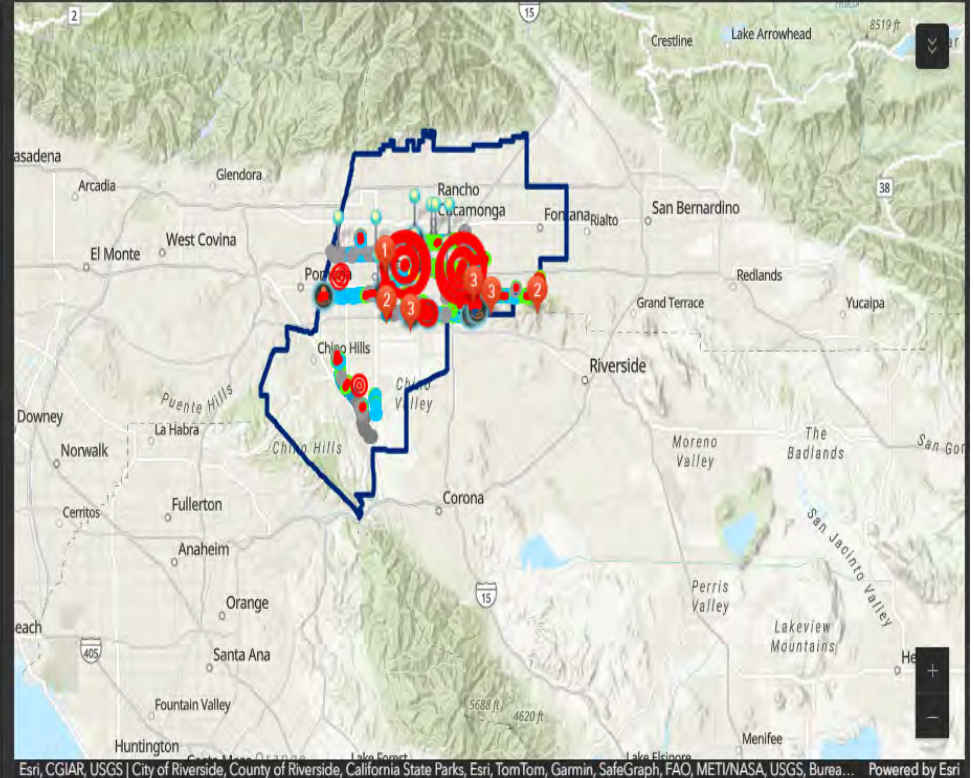 2
15
Crestline
Lake Arrowhead
8519 ft
asadena
Arcadia
Glendora
38
Rancho
Cucamonga
Fontana
Rialto
San Bernardino
El Monte
West Covina
1
Redlands
3
3
2
2
3
Grand Terrace
Yucaipa
Chino Hills
Riverside
Chino
Valley
Puente Hills
Downey
La Habra
Chino Hills
Norwalk
Moreno
Valley
The
Badlands
San Gor
Corona
Cerritos
Fullerton
Anaheim
San Jacinto Valley
15
Perris
Valley
Orange
each
Lakeview
Mountains
405
Santa Ana
He
+
5688 ft
4620 ft
Fountain Valley
−
Menifee
Huntington
Lake Forest
Lake Elsinore
Esri, CGIAR, USGS | City of Riverside, County of Riverside, California State Parks, Esri, TomTom, Garmin, SafeGraph, FAO, METI/NASA, USGS, Burea... Powered by Esri